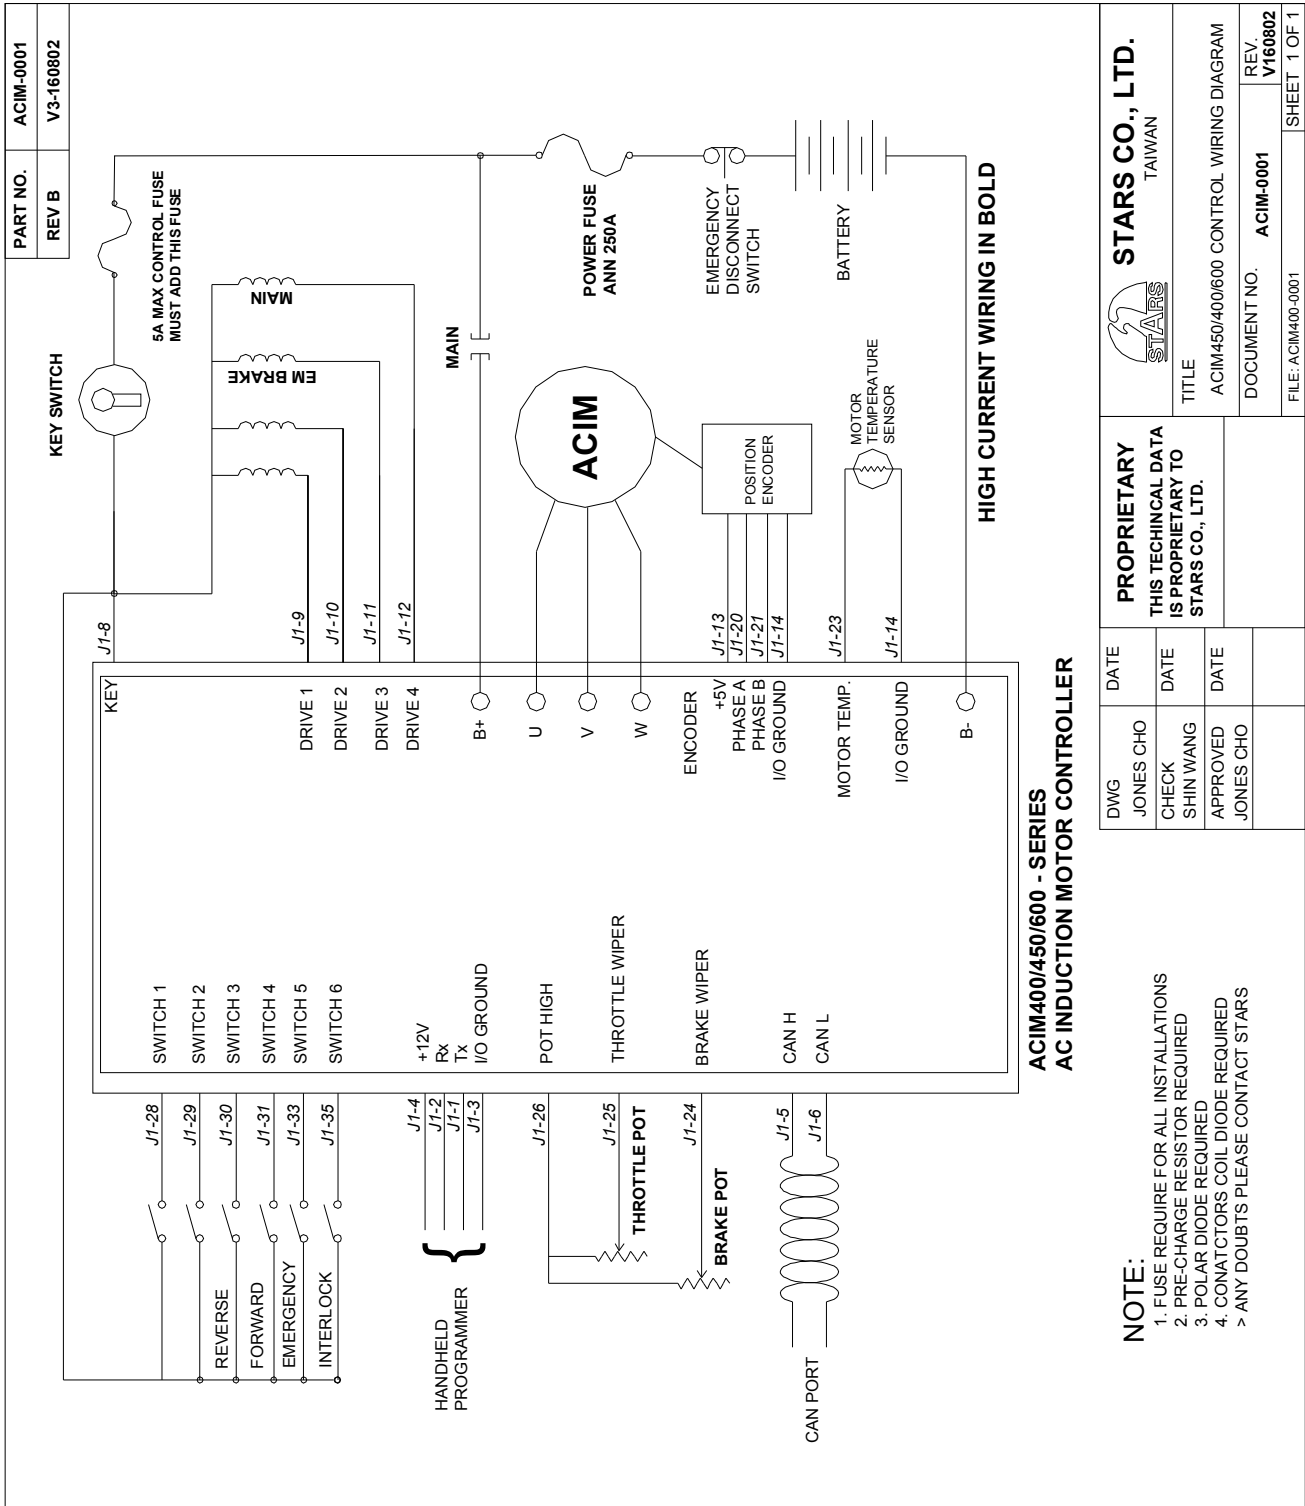 PART NO.
ACIM-0001
REV B
V3-160802
KEY SWITCH
5A MAX CONTROL FUSE
MUST ADD THIS FUSE
MAIN
EM BRAKE
MAIN
POWER FUSE
ANN 250A
EMERGENCY
DISCONNECT
SWITCH
BATTERY
ACIM
POSITION
ENCODER
MOTOR
TEMPERATURE
SENSOR
HIGH CURRENT WIRING IN BOLD
J1-8
J1-9
J1-10
J1-11
J1-12
J1-13
J1-20
J1-21
J1-14
J1-23
J1-14
KEY
DRIVE 1
DRIVE 2
DRIVE 3
DRIVE 4
B+
U
V
W
ENCODER
+5V
PHASE A
PHASE B
I/O GROUND
MOTOR TEMP.
I/O GROUND
B-
SWITCH 1
SWITCH 2
SWITCH 3
SWITCH 4
SWITCH 5
SWITCH 6
+12V
Rx
Tx
I/O GROUND
POT HIGH
THROTTLE WIPER
BRAKE WIPER
CAN H
CAN L
J1-28
J1-29
J1-30
J1-31
J1-33
J1-35
J1-4
J1-2
J1-1
J1-3
J1-26
J1-25
J1-24
J1-5
J1-6
REVERSE
FORWARD
EMERGENCY
INTERLOCK
HANDHELD
PROGRAMMER
THROTTLE POT
BRAKE POT
CAN PORT
ACIM400/450/600 - SERIES
AC INDUCTION MOTOR CONTROLLER
NOTE:
1. FUSE REQUIRE FOR ALL INSTALLATIONS
2. PRE-CHARGE RESISTOR REQUIRED
3. POLAR DIODE REQUIRED
4. CONATCTORS COIL DIODE REQUIRED
> ANY DOUBTS PLEASE CONTACT STARS
DWG
JONES CHO
DATE
CHECK
SHIN WANG
DATE
APPROVED
JONES CHO
DATE
PROPRIETARY
THIS TECHINCAL DATA
IS PROPRIETARY TO
STARS CO., LTD.
STARS
STARS CO., LTD.
TAIWAN
TITLE
ACIM450/400/600 CONTROL WIRING DIAGRAM
DOCUMENT NO.
ACIM-0001
REV.
V160802
FILE: ACIM400-0001
SHEET 1 OF 1